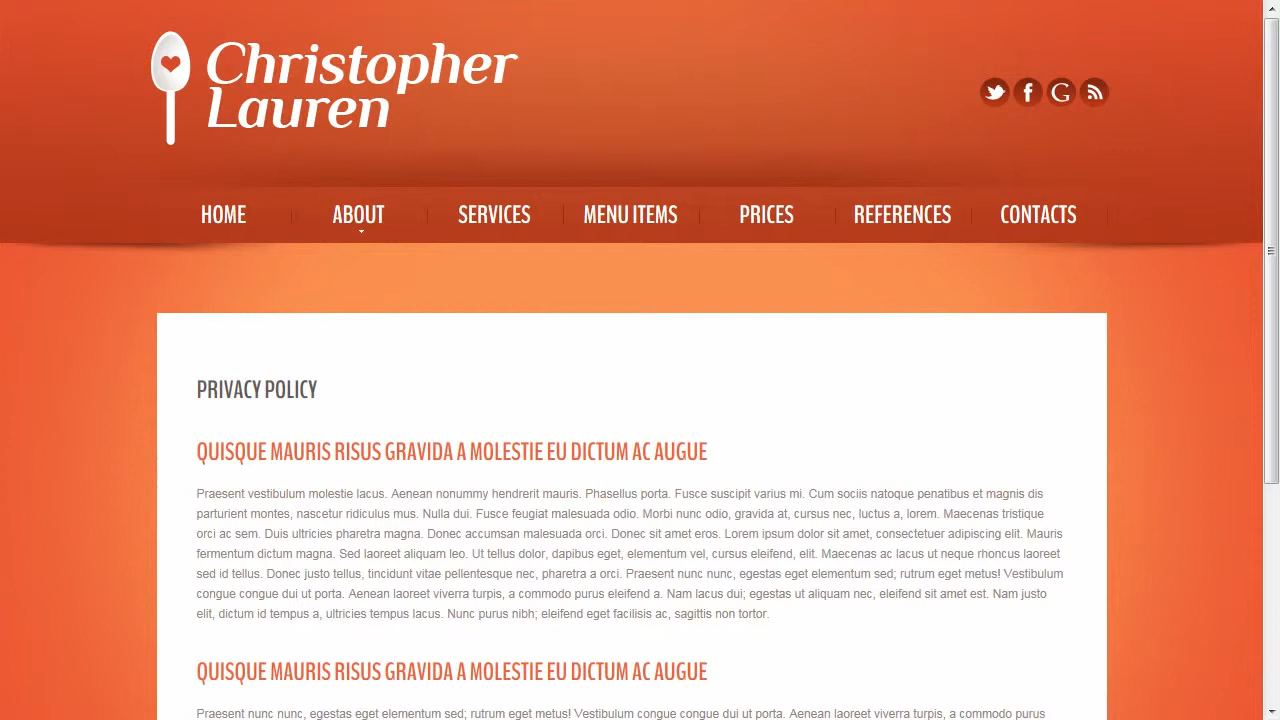 Christopher
Lauren
HOME
ABOUT
SERVICES
MENU ITEMS
PRICES
REFERENCES
CONTACTS
PRIVACY POLICY
QUISQUE MAURIS RISUS GRAVIDA A MOLESTIE EU DICTUM AC AUGUE
Praesent vestibulum molestie lacus. Aenean nonummy hendrerit mauris. Phasellus porta. Fusce suscipit varius mi. Cum sociis natoque penatibus et magnis dis
parturient montes, nascetur ridiculus mus. Nulla dui. Fusce feugiat malesuada odio. Morbi nunc odio, gravida at, cursus nec, luctus a, lorem. Maecenas tristique
orci ac sem. Duis ultricies pharetra magna. Donec accumsan malesuada orci. Donec sit amet eros. Lorem ipsum dolor sit amet, consectetuer adipiscing elit. Mauris
fermentum dictum magna. Sed laoreet aliquam leo. Ut tellus dolor, dapibus eget, elementum vel, cursus eleifend, elit. Maecenas ac lacus ut neque rhoncus laoreet
sed id tellus. Donec justo tellus, tincidunt vitae pellentesque nec, pharetra a orci. Praesent nunc nunc, egestas eget elementum sed; rutrum eget metus! Vestibulum
congue congue dui ut porta. Aenean laoreet viverra turpis, a commodo purus eleifend a. Nam lacus dui; egestas ut aliquam nec, eleifend sit amet est. Nam justo
elit, dictum id tempus a, ultricies tempus lacus. Nunc purus nibh; eleifend eget facilisis ac, sagittis non tortor.
QUISQUE MAURIS RISUS GRAVIDA A MOLESTIE EU DICTUM AC AUGUE
Praesent nunc nunc, egestas eget elementum sed; rutrum eget metus! Vestibulum congue congue dui ut porta. Aenean laoreet viverra turpis, a commodo purus